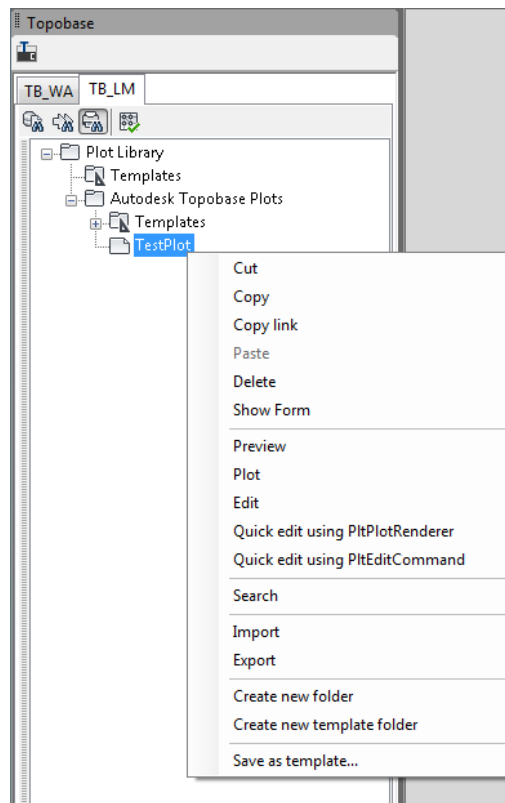 Topobase
TB_WA TB_LM
Plot Library
Templates
Autodesk Topobase Plots
Templates
TestPlot
Cut
Copy
Copy link
Paste
Delete
Show Form
Preview
Plot
Edit
Quick edit using PltPlotRenderer
Quick edit using PltEditCommand
Search
Import
Export
Create new folder
Create new template folder
Save as template...